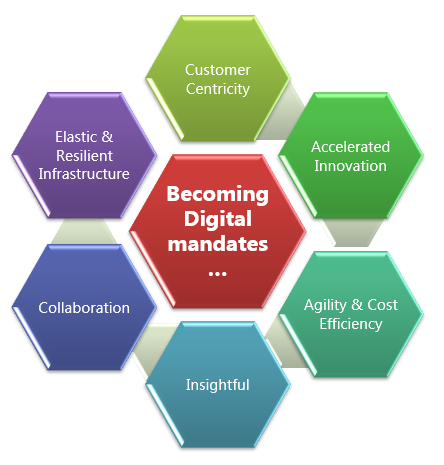 Customer
Centricity
Elastic &
Resilient
Infrastructure
Accelerated
Innovation
Becoming
Digital
mandates
...
Collaboration
Agility & Cost
Efficiency
Insightful